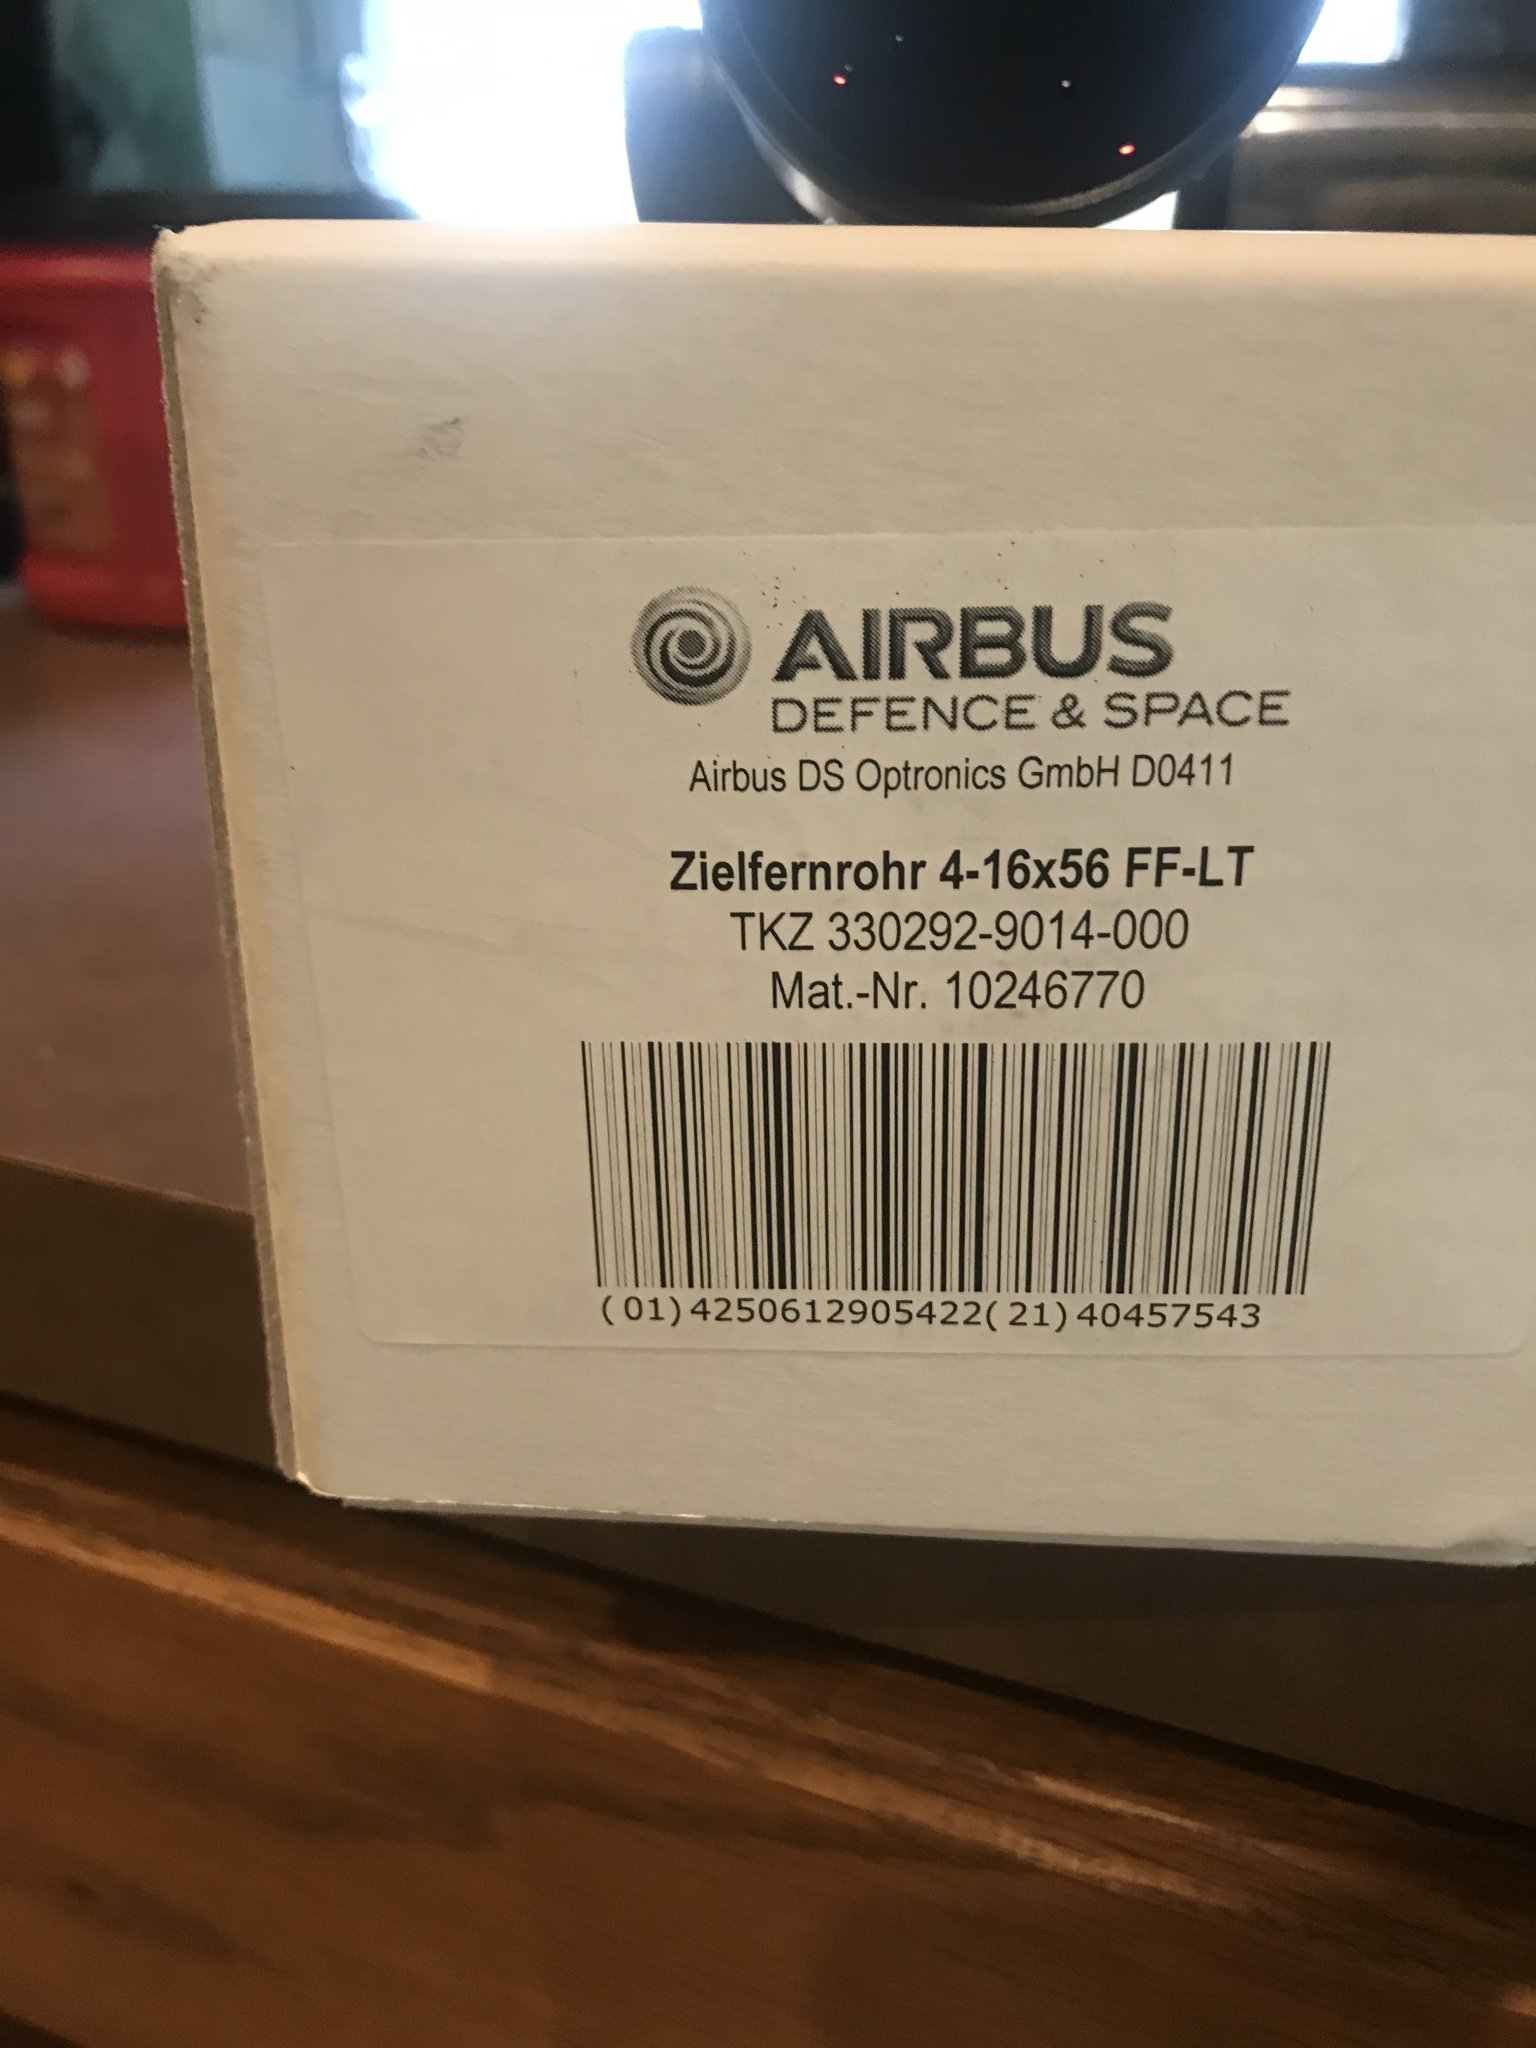 AIRBUS
DEFENCE & SPACE
Airbus DS Optronics GmbH D0411
Zielfernrohr 4-16x56 FF-LT
TKZ 330292-9014-000
Mat.-Nr. 10246770
(01)4250612905422(21)40457543